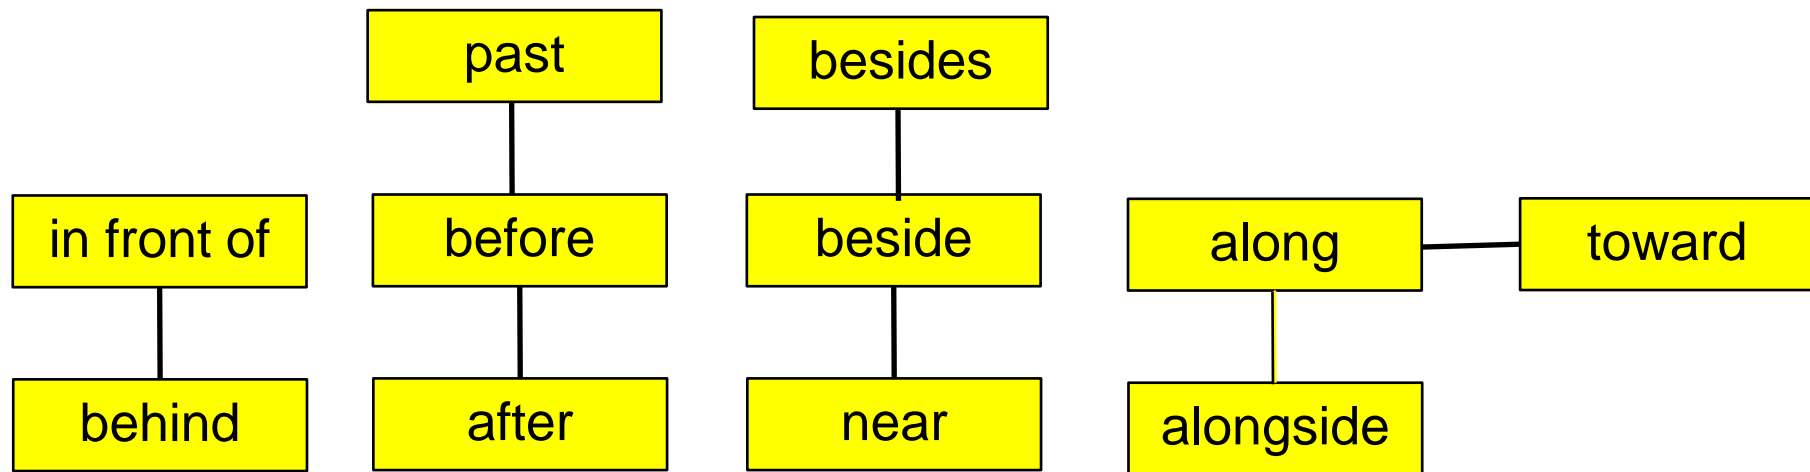 past
besides
in front of
before
beside
along
toward
behind
after
near
alongside